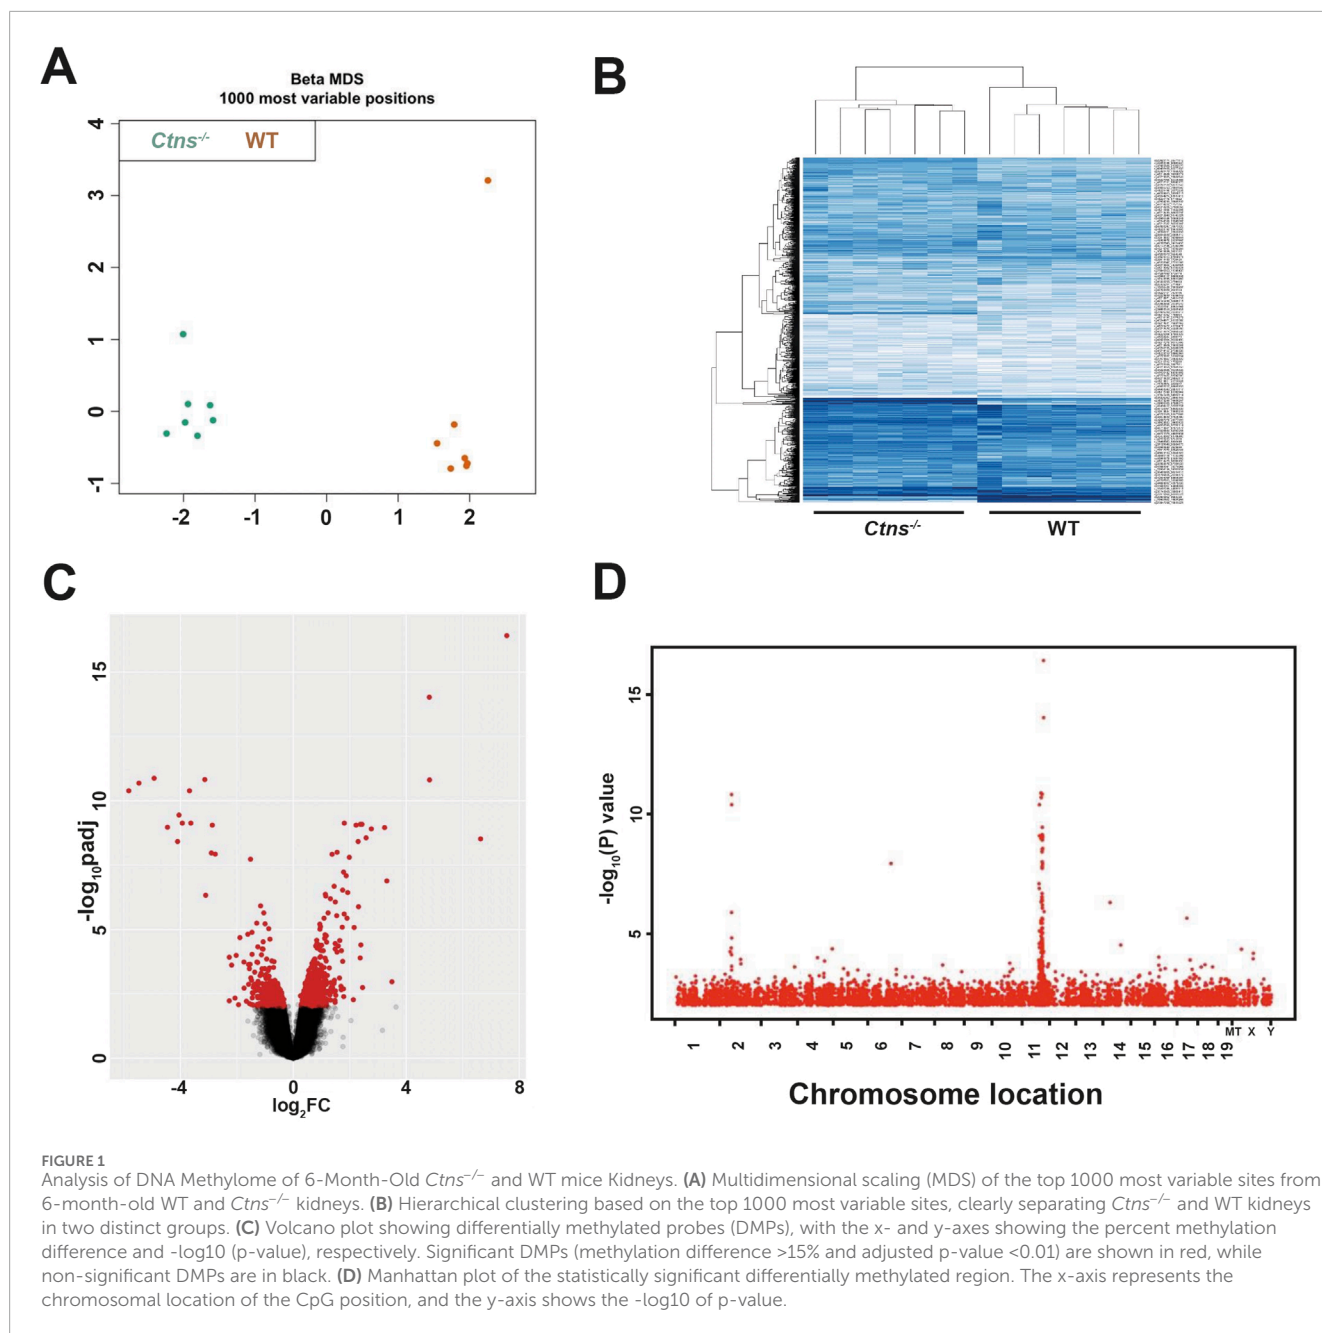 A
Beta MDS
1000 most variable positions
Ctns-/- WT
4
3
2
1
0
-1
-2 -1 0 1 2
B
Ctns-/- WT
C
-log10padj
15
10
5
0
-4 0 4 8
log2FC
D
-log10(P) value
15
10
5
1 2 3 4 5 6 7 8 9 10 11 12 13 14 15 16 17 18 19 MT X Y
Chromosome location
FIGURE 1
Analysis of DNA Methylome of 6-Month-Old Ctns−/− and WT mice Kidneys. (A) Multidimensional scaling (MDS) of the top 1000 most variable sites from
6-month-old WT and Ctns−/− kidneys. (B) Hierarchical clustering based on the top 1000 most variable sites, clearly separating Ctns−/− and WT kidneys
in two distinct groups. (C) Volcano plot showing differentially methylated probes (DMPs), with the x- and y-axes showing the percent methylation
difference and -log10 (p-value), respectively. Significant DMPs (methylation difference >15% and adjusted p-value <0.01) are shown in red, while
non-significant DMPs are in black. (D) Manhattan plot of the statistically significant differentially methylated region. The x-axis represents the
chromosomal location of the CpG position, and the y-axis shows the -log10 of p-value.